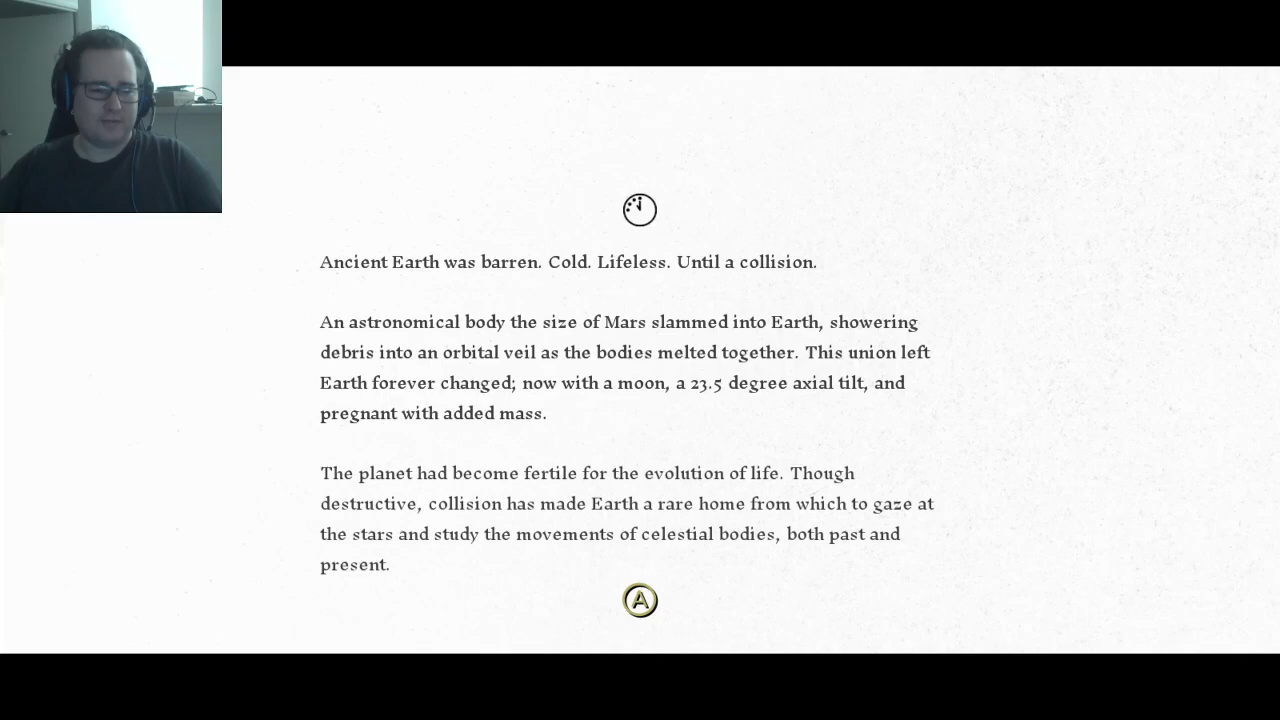 Ancient Earth was barren. Cold. Lifeless. Until a collision.
An astronomical body the size of Mars slammed into Earth, showering
debris into an orbital veil as the bodies melted together. This union left
Earth forever changed; now with a moon, a 23.5 degree axial tilt, and
pregnant with added mass.
The planet had become fertile for the evolution of life. Though
destructive, collision has made Earth a rare home from which to gaze at
the stars and study the movements of celestial bodies, both past and
present.
A